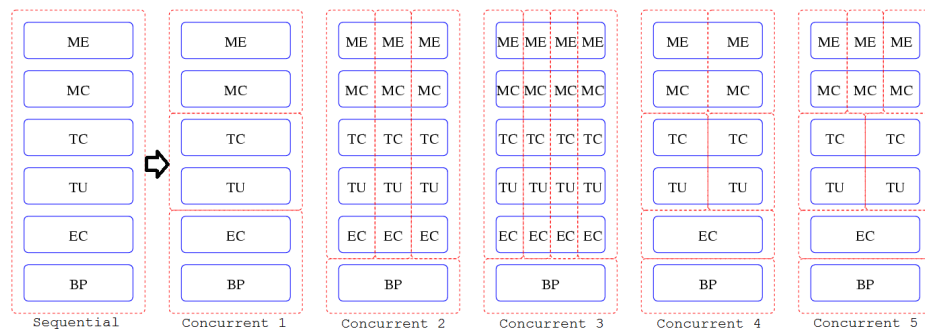 ME ME ME ME ME ME ME ME ME ME ME ME ME ME
MC MC MC MC MC MC MC MC MC MC MC MC MC MC
TC TC TC TC TC TC TC TC TC TC TC TC TC
TU TU TU TU TU TU TU TU TU TU TU TU TU
EC EC EC EC EC EC EC EC EC EC EC
BP BP BP BP BP BP
Sequential Concurrent 1 Concurrent 2 Concurrent 3 Concurrent 4 Concurrent 5